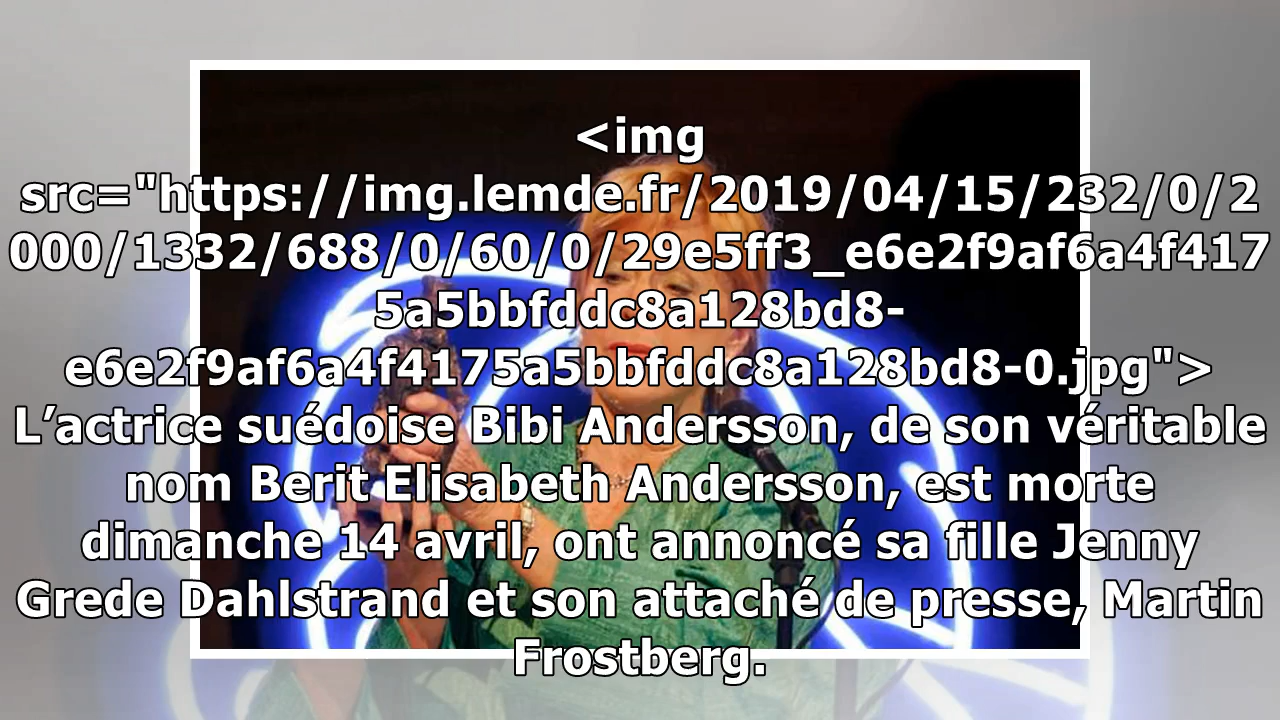 <img
src="https://img.lemde.fr/2019/04/15/232/0/2
000/1332/688/0/60/0/29e5ff3_e6e2f9af6a4f417
5a5bbfddc8a128bd8-
e6e2f9af6a4f4175a5bbfddc8a128bd8-0.jpg">
L’actrice suédoise Bibi Andersson, de son véritable
nom Berit Elisabeth Andersson, est morte
dimanche 14 avril, ont annoncé sa fille Jenny
Grede Dahlstrand et son attaché de presse, Martin
Frostberg.